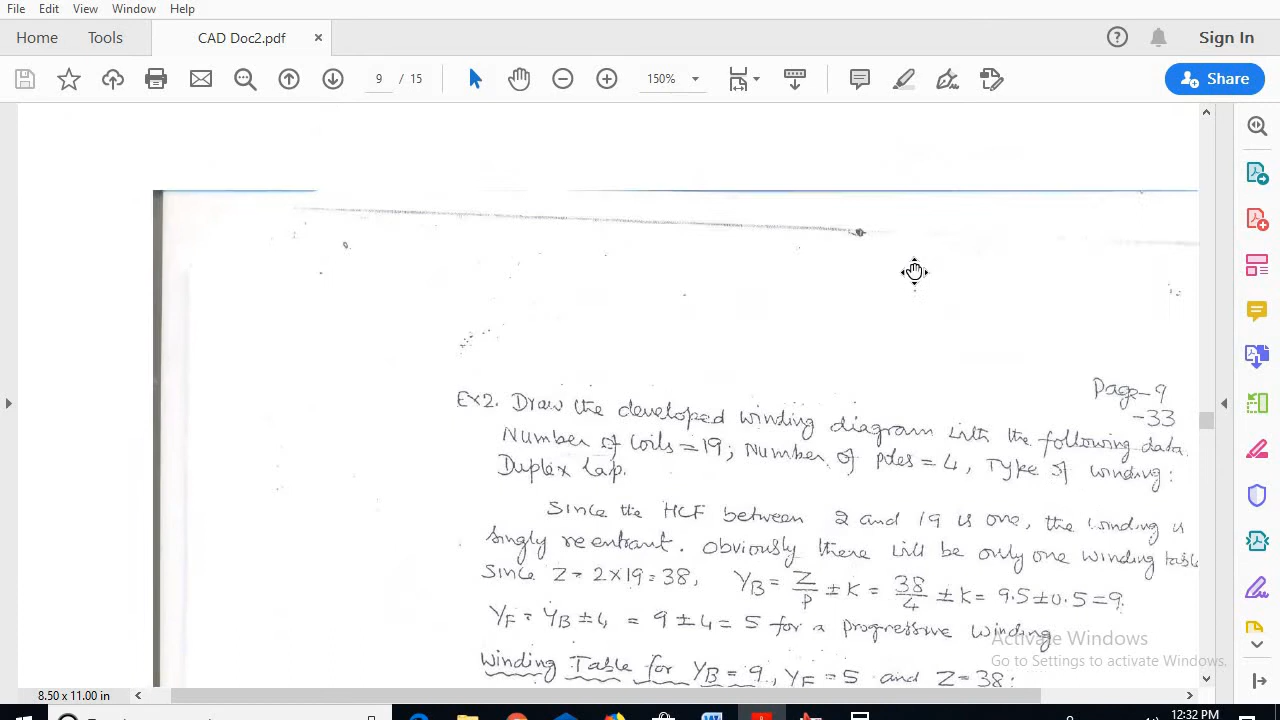 File Edit View Window Help
Home Tools CAD Doc2.pdf × Sign In
9 / 15 150% Share
Page-9
-33
Ex2. Draw the developed winding diagram with the following data.
Number of coils = 19; Number of poles = 4, Type of winding:
Duplex Lap.
Since the HCF between 2 and 19 is one, the winding is
singly reentrant. Obviously there will be only one winding table
Since Z = 2×19 = 38, YB = Z/P ± K = 38/4 ± K = 9.5 ± 0.5 = 9.
YF = YB ± 4 = 9 ± 4 = 5 for a progressive winding
Activate Windows
Go to Settings to activate Windows.
Winding Table for YB = 9, YF = 5 and Z = 38:
8.50 x 11.00 in
12:32 PM